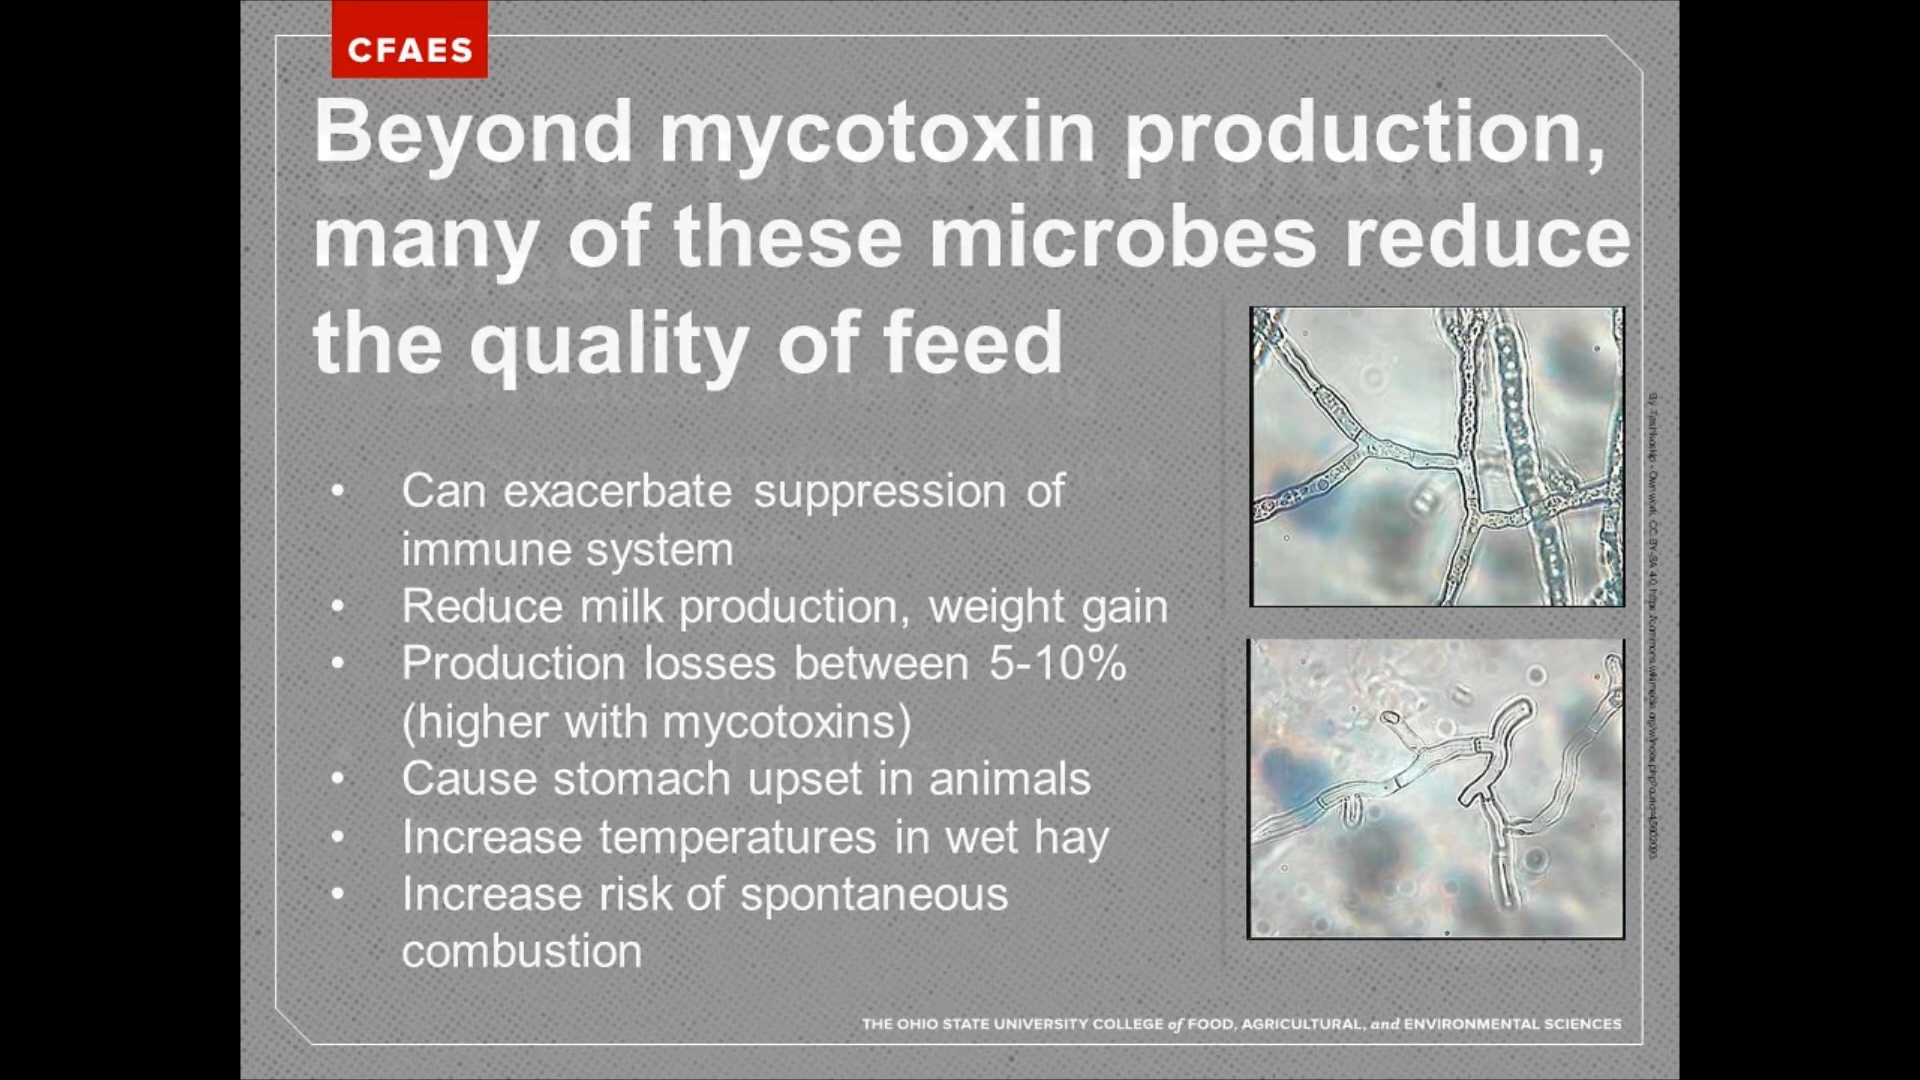 CFAES
Beyond mycotoxin production,
many of these microbes reduce
the quality of feed
• Can exacerbate suppression of
immune system
• Reduce milk production, weight gain
• Production losses between 5-10%
(higher with mycotoxins)
• Cause stomach upset in animals
• Increase temperatures in wet hay
• Increase risk of spontaneous
combustion
THE OHIO STATE UNIVERSITY COLLEGE of FOOD, AGRICULTURAL, and ENVIRONMENTAL SCIENCES